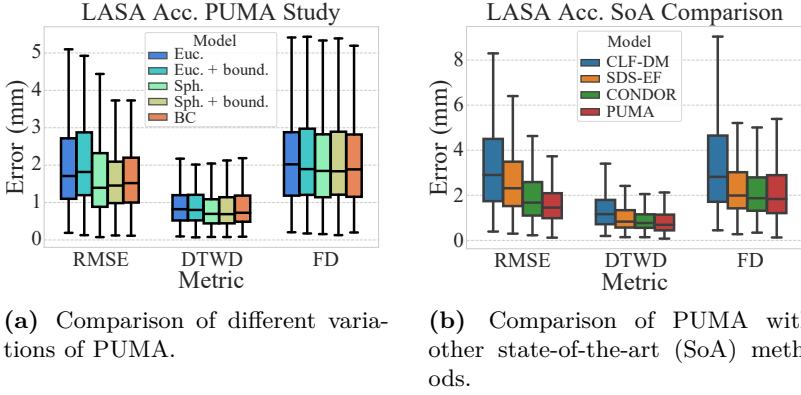 LASA Acc. PUMA Study
Error (mm)
5
4
3
2
1
0
Model
Euc.
Euc. + bound.
Sph.
Sph. + bound.
BC
RMSE DTWD FD
Metric
(a) Comparison of different varia-
tions of PUMA.
LASA Acc. SoA Comparison
Error (mm)
8
6
4
2
0
Model
CLF-DM
SDS-EF
CONDOR
PUMA
RMSE DTWD FD
Metric
(b) Comparison of PUMA with
other state-of-the-art (SoA) meth-
ods.